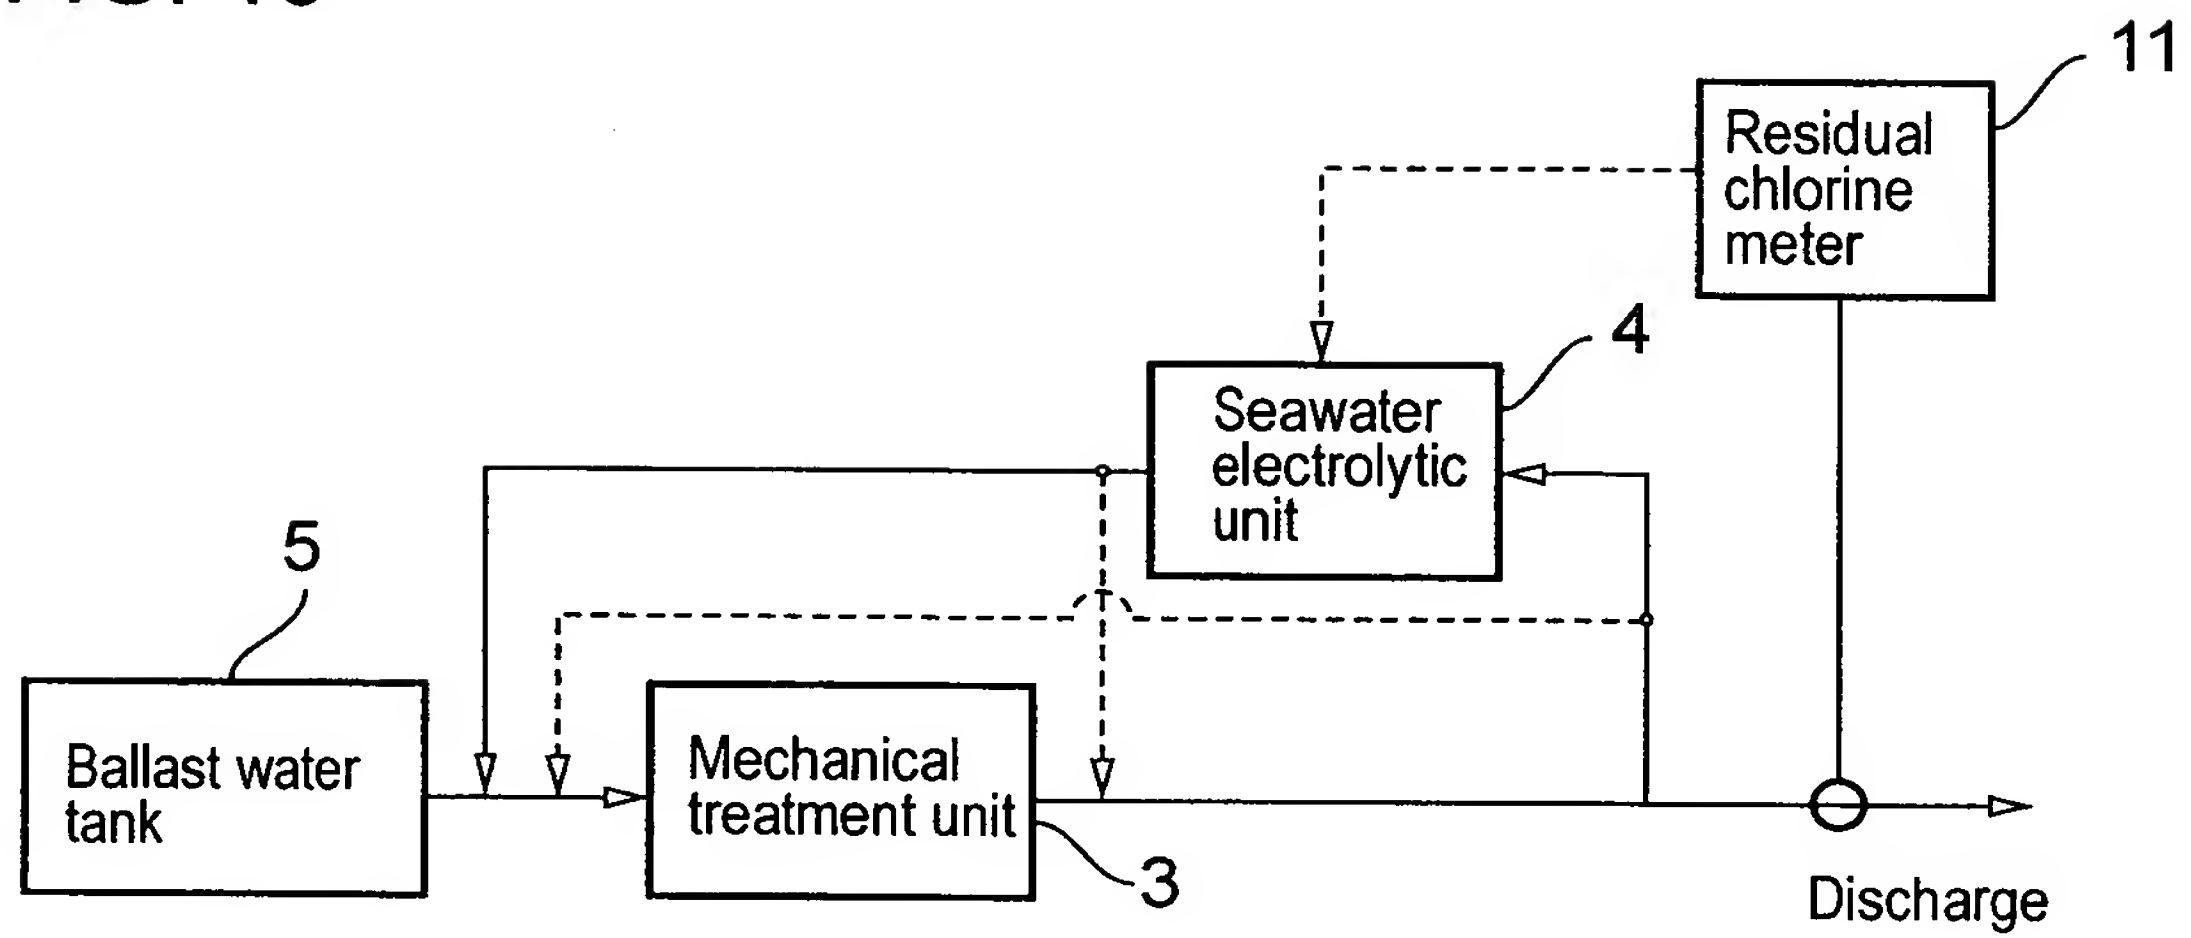 11
Residual
chlorine
meter
4
Seawater
electrolytic
unit
5
Ballast water
tank
Mechanical
treatment unit
3
Discharge